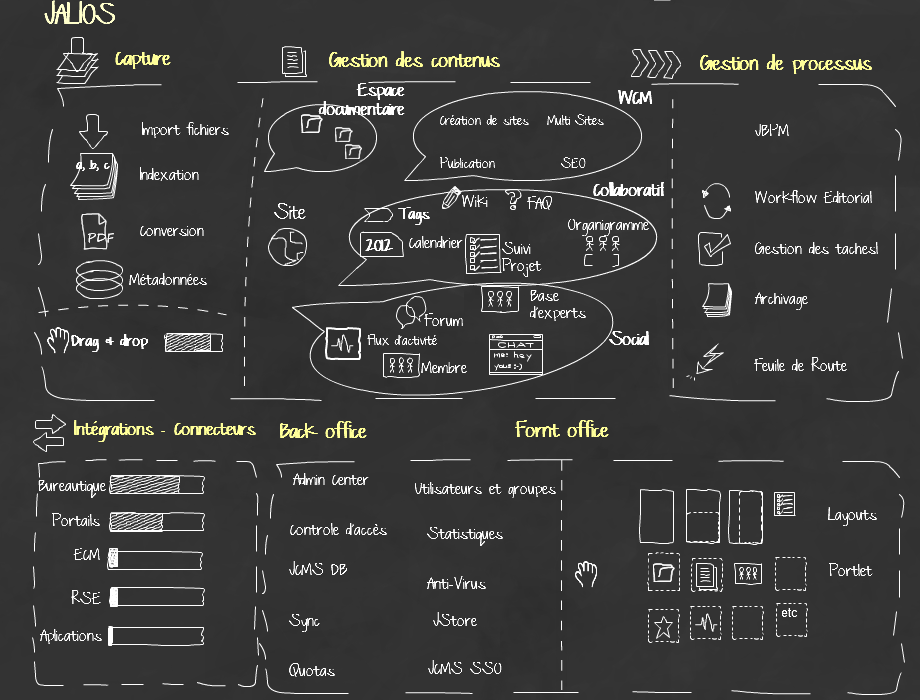 JALIOS
Capture
Gestion des contenus
Gestion de processus
Import fichiers
a, b, c
Indexation
PDF
Conversion
Métadonnées
Drag & drop
Espace
documentaire
WCM
Création de sites
Multi Sites
Publication
SEO
Site
Collaboratif
Wiki
FAQ
Tags
Organigramme
2012
Calendrier
Suivi
Projet
Base
d'experts
Forum
Flux d'activité
CHAT
me: hey
you: :-)
Membre
Social
JBPM
Workflow Editorial
Gestion des taches!
Archivage
Feuile de Route
Intégrations - Connecteurs
Back office
Fornt office
Bureautique
Portails
ECM
RSE
Aplications
Admin Center
Utilisateurs et groupes
Controle d'accès
Statistiques
JCMS DB
Anti-Virus
Sync
JStore
Quotas
JCMS SSO
Layouts
Portlet
etc